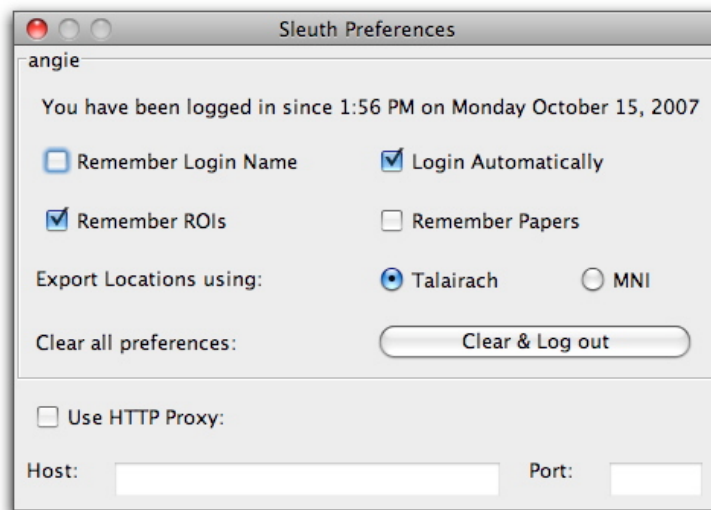 Sleuth Preferences
angie
You have been logged in since 1:56 PM on Monday October 15, 2007
Remember Login Name Login Automatically
Remember ROIs Remember Papers
Export Locations using: Talairach MNI
Clear all preferences: Clear & Log out
Use HTTP Proxy:
Host: Port: